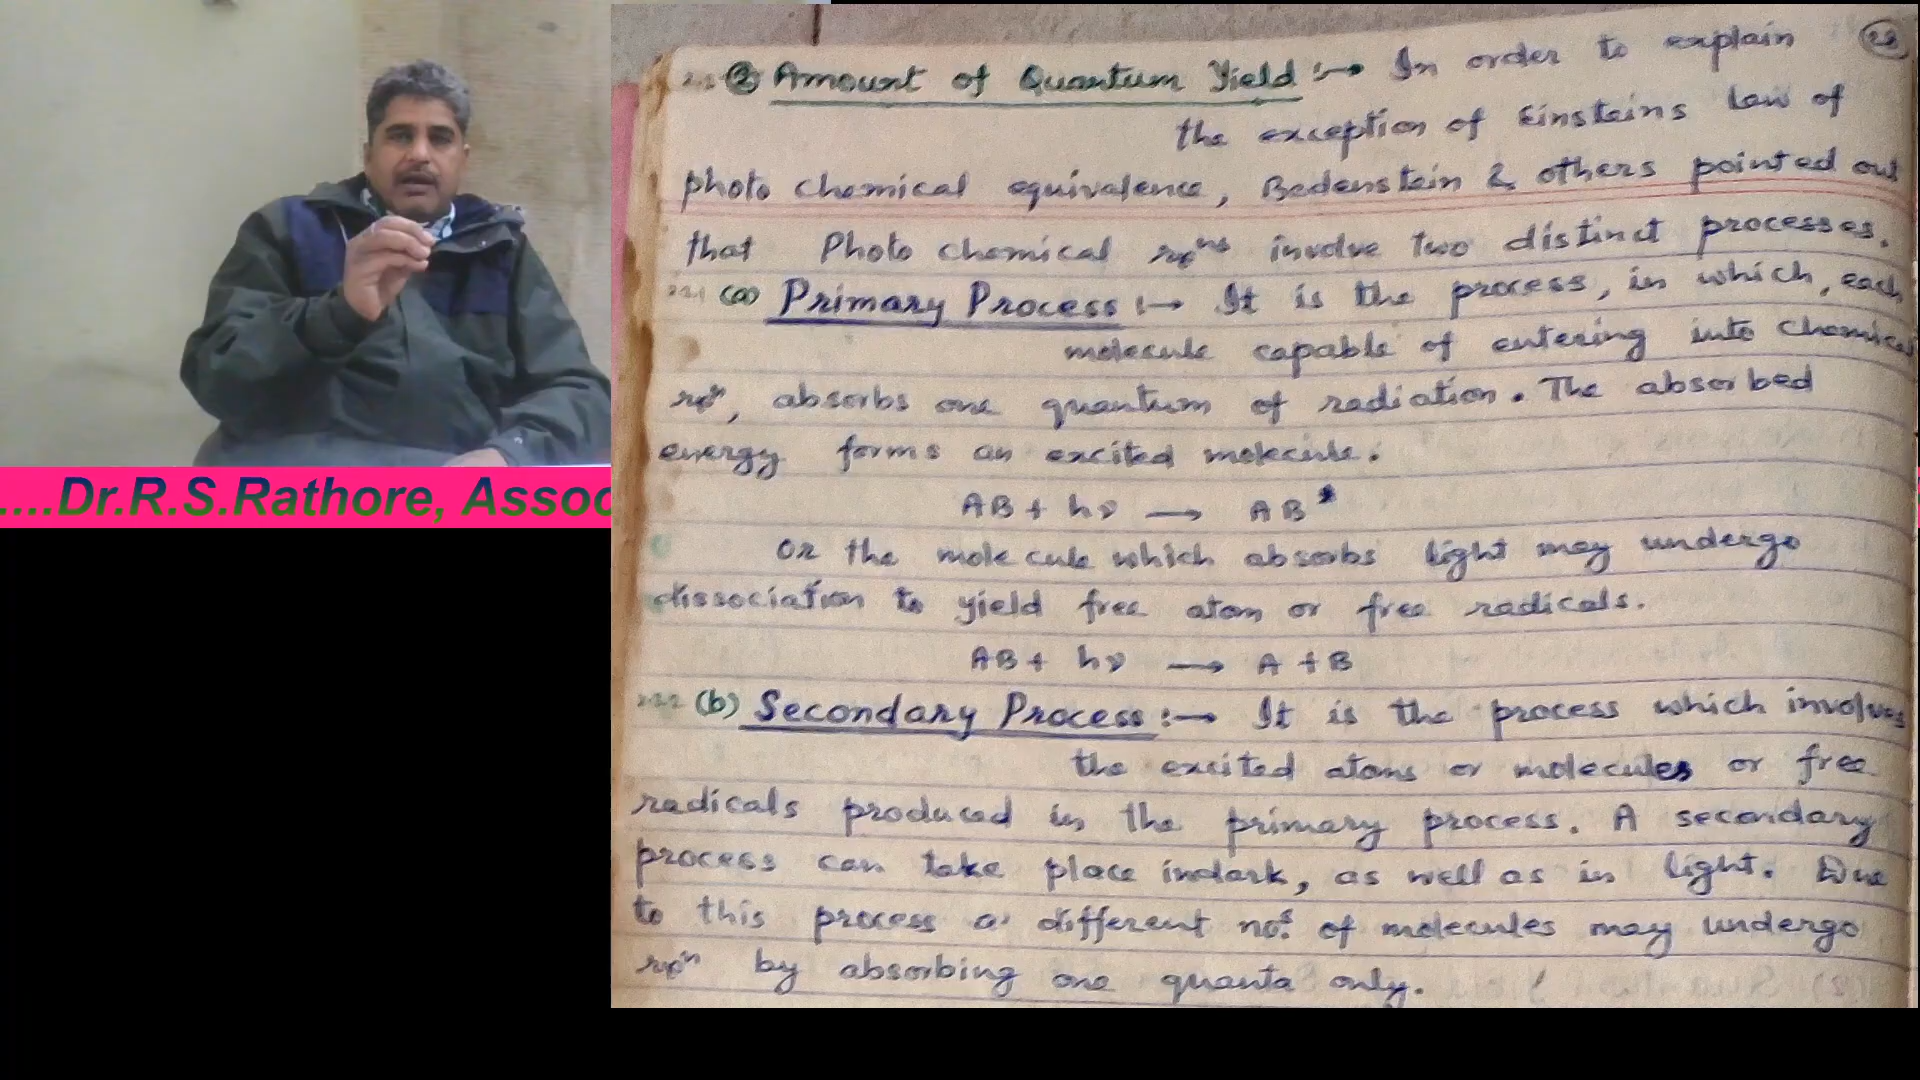 ....Dr.R.S.Rathore, Assoc
28
② Amount of Quantum Yield :→ In order to explain
the exception of Einsteins Law of
photo chemical equivalence, Bedenstein & others pointed out
that Photo chemical rxⁿˢ involve two distinct processes.
(a) Primary Process :→ It is the process, in which, each
molecule capable of entering into chemical
rxⁿ, absorbs one quantum of radiation. The absorbed
energy forms an excited molecule.
AB + hν → AB*
or the molecule which absorbs light may undergo
dissociation to yield free atom or free radicals.
AB + hν → A + B
(b) Secondary Process :→ It is the process which involves
the excited atoms or molecules or free
radicals produced in the primary process. A secondary
process can take place indark, as well as in light. Due
to this process a different noˢ. of molecules may undergo
rxⁿ by absorbing one quanta only.